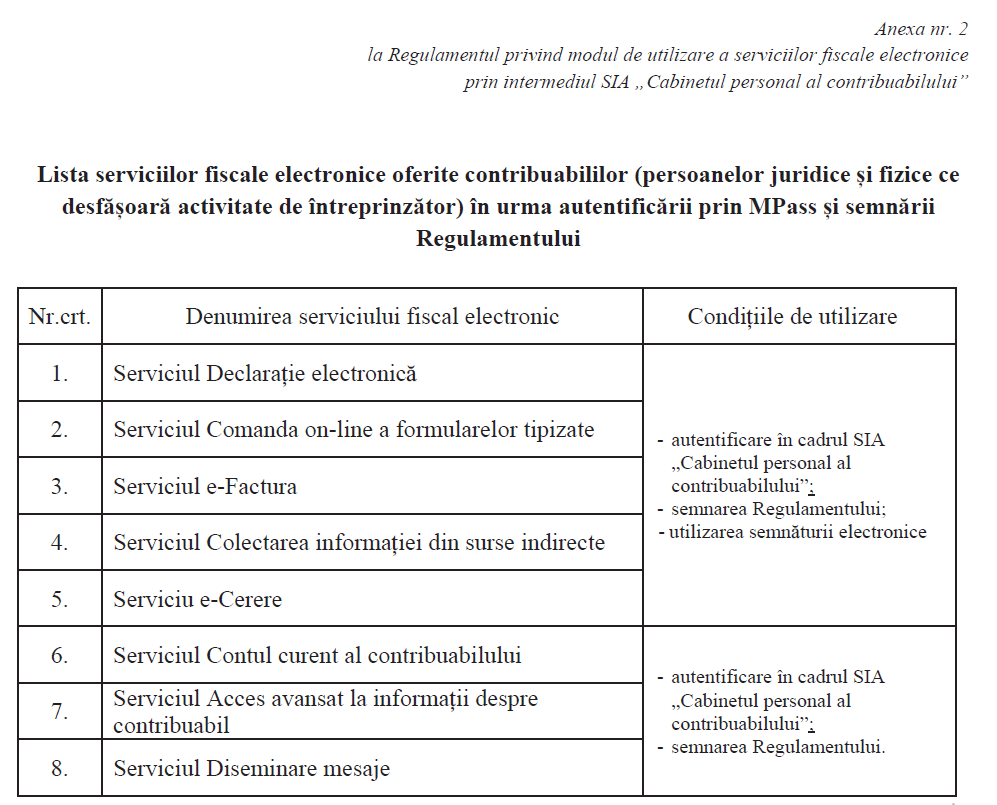 Anexa nr. 2
la Regulamentul privind modul de utilizare a serviciilor fiscale electronice
prin intermediul SIA „Cabinetul personal al contribuabilului”
Lista serviciilor fiscale electronice oferite contribuabililor (persoanelor juridice și fizice ce
desfășoară activitate de întreprinzător) în urma autentificării prin MPass și semnării
Regulamentului
Nr.crt.
Denumirea serviciului fiscal electronic
Condițiile de utilizare
1.
Serviciul Declarație electronică
2.
Serviciul Comanda on-line a formularelor tipizate
3.
Serviciul e-Factura
4.
Serviciul Colectarea informației din surse indirecte
5.
Serviciu e-Cerere
- autentificare în cadrul SIA
„Cabinetul personal al
contribuabilului”;
- semnarea Regulamentului;
- utilizarea semnăturii electronice
6.
Serviciul Contul curent al contribuabilului
7.
Serviciul Acces avansat la informații despre
contribuabil
8.
Serviciul Diseminare mesaje
- autentificare în cadrul SIA
„Cabinetul personal al
contribuabilului”;
- semnarea Regulamentului.